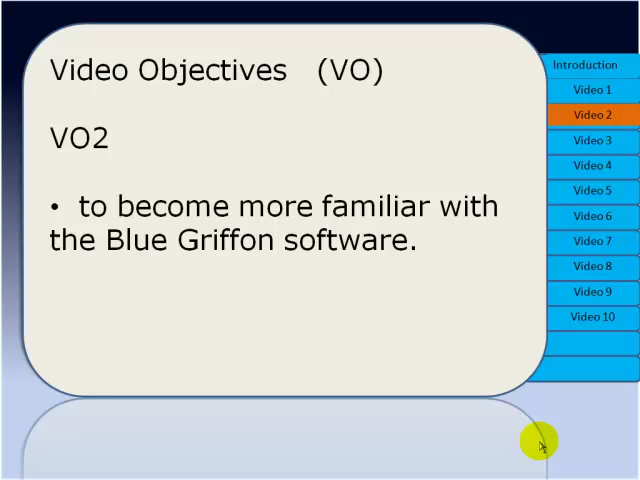 Video Objectives (VO)
VO2
• to become more familiar with
the Blue Griffon software.
Introduction
Video 1
Video 2
Video 3
Video 4
Video 5
Video 6
Video 7
Video 8
Video 9
Video 10